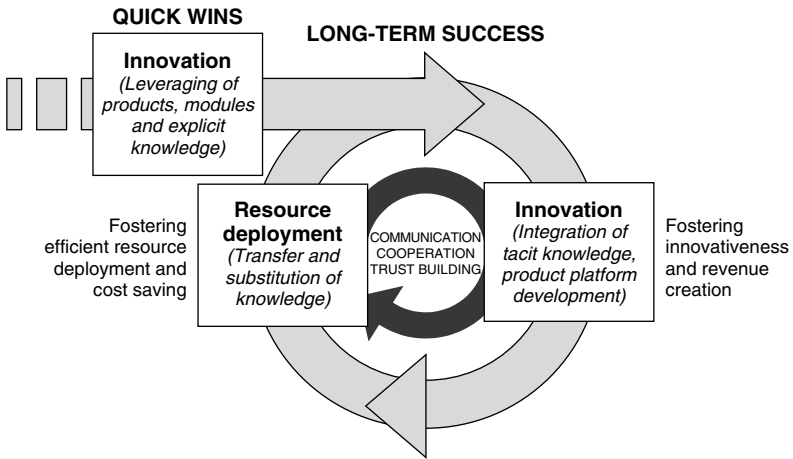 QUICK WINS
LONG-TERM SUCCESS
Innovation
(Leveraging of
products, modules
and explicit
knowledge)
Fostering
efficient resource
deployment and
cost saving
Resource
deployment
(Transfer and
substitution of
knowledge)
COMMUNICATION
COOPERATION
TRUST BUILDING
Innovation
(Integration of
tacit knowledge,
product platform
development)
Fostering
innovativeness
and revenue
creation